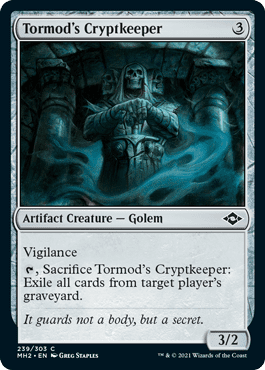 Tormod's Cryptkeeper 3
Artifact Creature — Golem
Vigilance
, Sacrifice Tormod's Cryptkeeper:
Exile all cards from target player's
graveyard.
It guards not a body, but a secret.
3/2
239/303 C
MH2 • EN Greg Staples
™ & © 2021 Wizards of the Coast